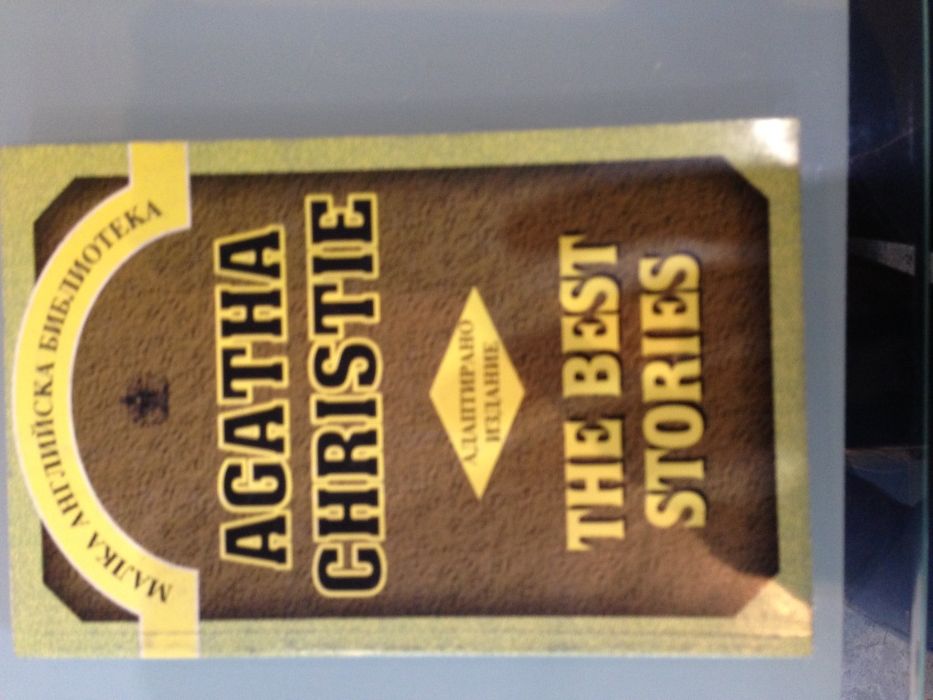 МАЛКА АНГЛИЙСКА БИБЛИОТЕКА
AGATHA
CHRISTIE
АДАПТИРАНО
ИЗДАНИЕ
THE BEST
STORIES